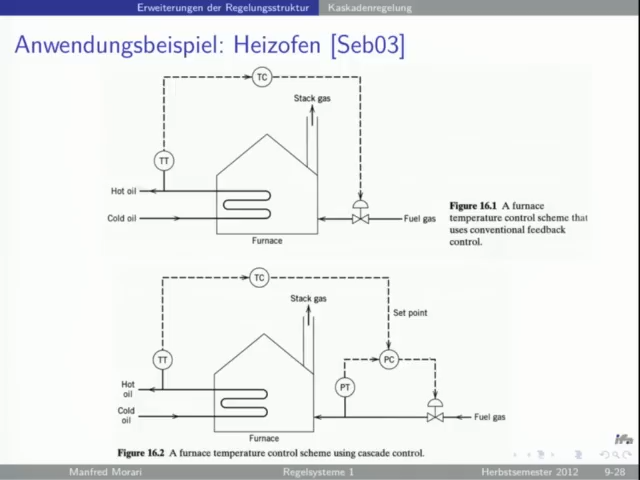 Erweiterungen der Regelungsstruktur Kaskadenregelung
Anwendungsbeispiel: Heizofen [Seb03]
TC
Stack gas
TT
Hot oil
Cold oil
Fuel gas
Furnace
Figure 16.1 A furnace
temperature control scheme that
uses conventional feedback
control.
TC
Stack gas
Set point
TT
PC
Hot
oil
PT
Cold
oil
Fuel gas
Furnace
Figure 16.2 A furnace temperature control scheme using cascade control.
ifa
Manfred Morari Regelsysteme 1 Herbstsemester 2012 9-28